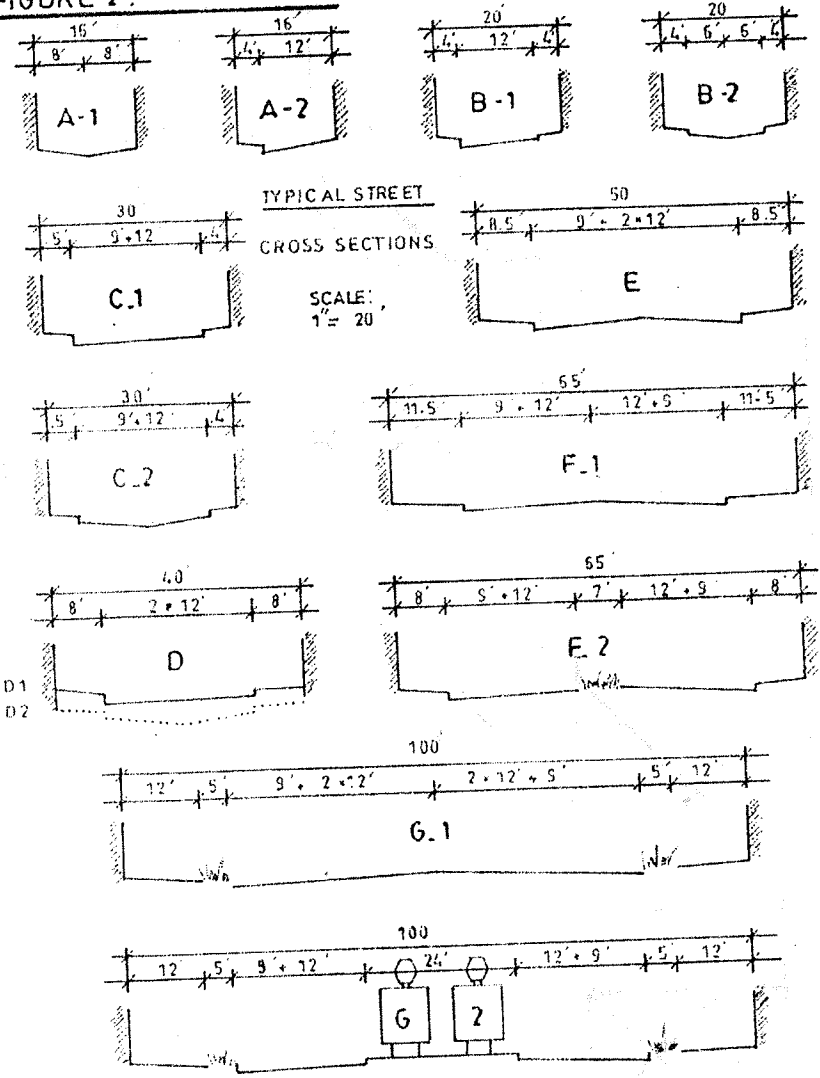 FIGURE 2:
16' 16' 20' 20
8' 8' 4' 12' 4' 12' 4' 4' 6' 6' 4'
A-1 A-2 B-1 B-2
TYPICAL STREET
CROSS SECTIONS
SCALE:
1"= 20'
30
5' 9'+12' 4'
C-1
50
8.5' 9' + 2*12' 8.5'
E
30'
5' 9'+12' 4'
C-2
65'
11.5' 9' + 12' 12' + 9' 11.5'
F-1
40'
8' 2*12' 8'
D
D1
D2
65'
8' 9' + 12' 7' 12' + 9' 8'
F-2
100'
12' 5' 9' + 2*12' 2*12' + 9' 5' 12'
G-1
100
12' 5' 9' + 12' 24' 12' + 9' 5' 12'
G 2